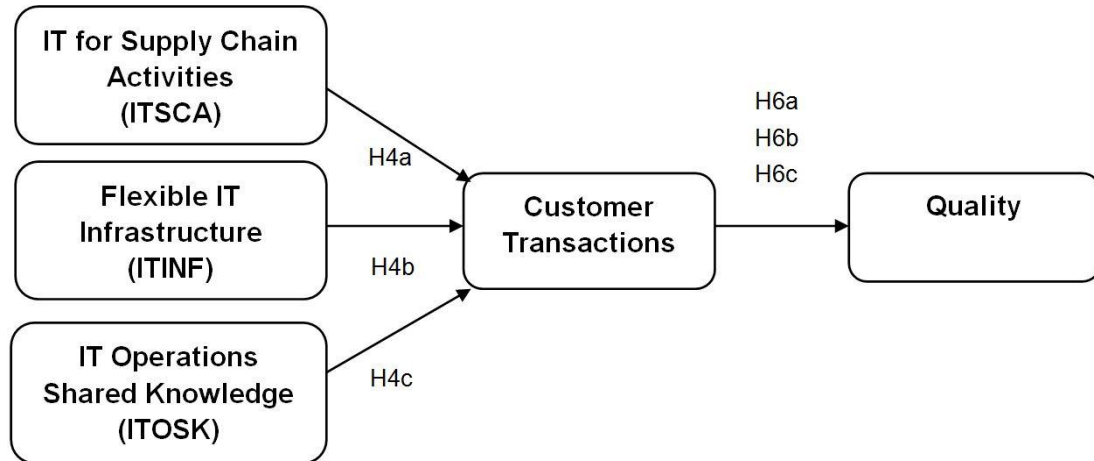 IT for Supply Chain
Activities
(ITSCA)
H4a
Flexible IT
Infrastructure
(ITINF)
H4b
IT Operations
Shared Knowledge
(ITOSK)
H4c
Customer
Transactions
H6a
H6b
H6c
Quality